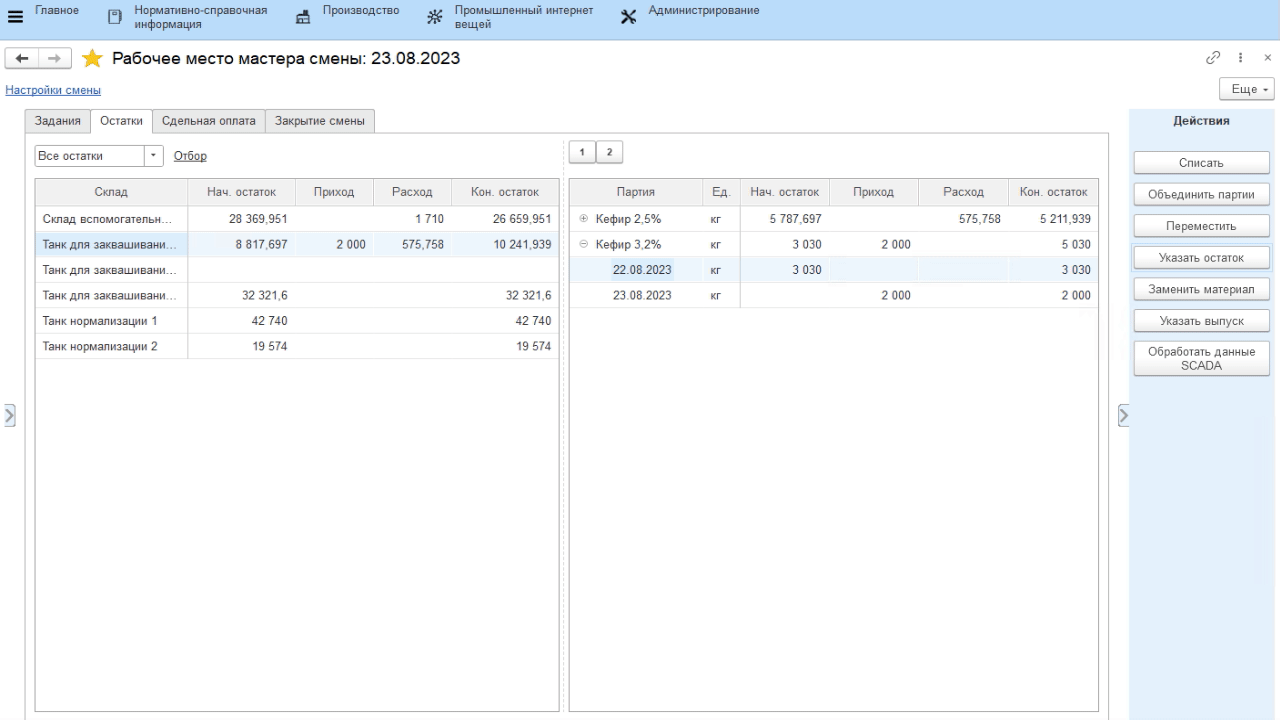 Главное
Нормативно-справочная
информация
Производство
Промышленный интернет
вещей
Администрирование
Рабочее место мастера смены: 23.08.2023
Настройки смены
Еще
Задания Остатки Сдельная оплата Закрытие смены
Все остатки Отбор
1 2
Склад Нач. остаток Приход Расход Кон. остаток
Склад вспомогательн... 28 369,951 1 710 26 659,951
Танк для заквашивани... 8 817,697 2 000 575,758 10 241,939
Танк для заквашивани...
Танк для заквашивани... 32 321,6 32 321,6
Танк нормализации 1 42 740 42 740
Танк нормализации 2 19 574 19 574
Партия Ед. Нач. остаток Приход Расход Кон. остаток
Кефир 2,5% кг 5 787,697 575,758 5 211,939
Кефир 3,2% кг 3 030 2 000 5 030
22.08.2023 кг 3 030 3 030
23.08.2023 кг 2 000 2 000
Действия
Списать
Объединить партии
Переместить
Указать остаток
Заменить материал
Указать выпуск
Обработать данные
SCADA